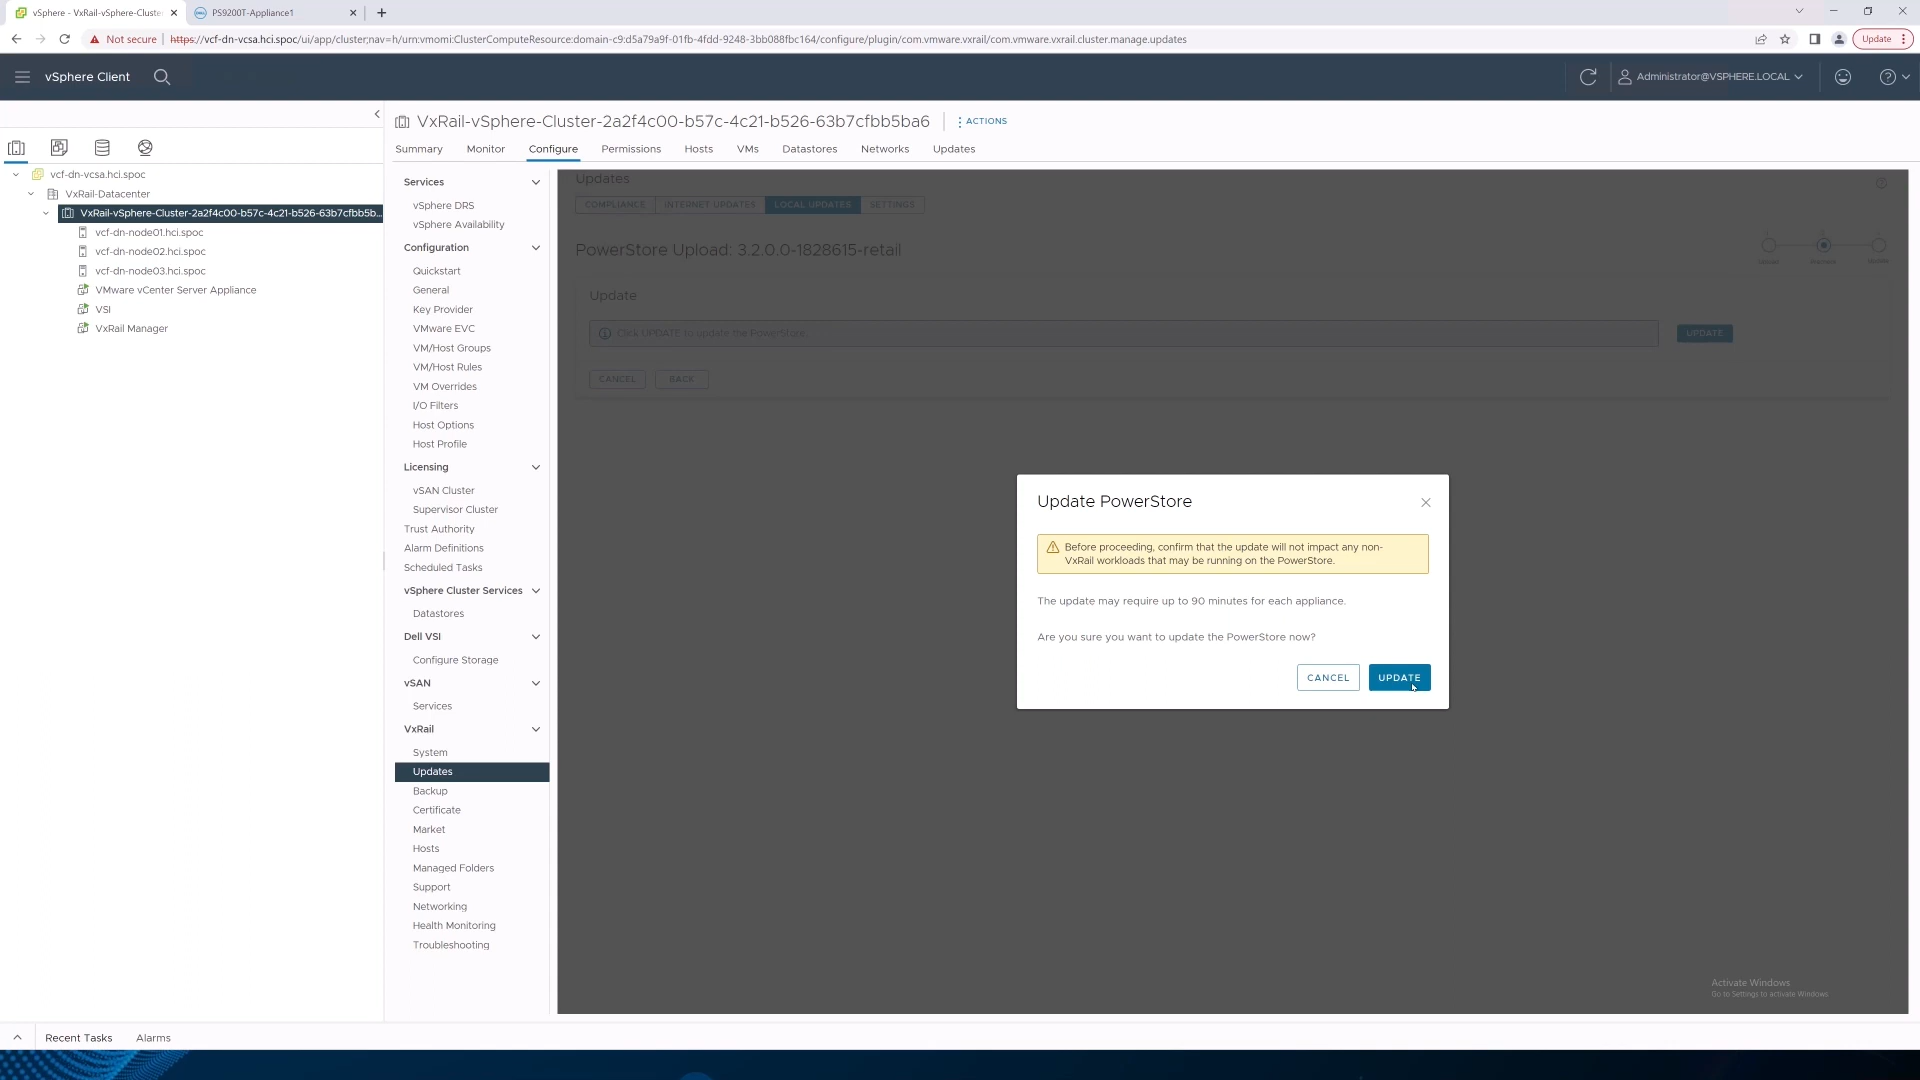 vSphere - VxRail-vSphere-Cluste
PS9200T-Appliance1
Not secure
https://vcf-dn-vcsa.hci.spoc/ui/app/cluster;nav=h/urn:vmomi:ClusterComputeResource:domain-c9:d5a79a9f-01fb-4fdd-9248-3bb088fbc164/configure/plugin/com.vmware.vxrail/com.vmware.vxrail.cluster.manage.updates
Update
vSphere Client
Administrator@VSPHERE.LOCAL
VxRail-vSphere-Cluster-2a2f4c00-b57c-4c21-b526-63b7cfbb5ba6
ACTIONS
Summary Monitor Configure Permissions Hosts VMs Datastores Networks Updates
vcf-dn-vcsa.hci.spoc
VxRail-Datacenter
VxRail-vSphere-Cluster-2a2f4c00-b57c-4c21-b526-63b7cfbb5b...
vcf-dn-node01.hci.spoc
vcf-dn-node02.hci.spoc
vcf-dn-node03.hci.spoc
VMware vCenter Server Appliance
VSI
VxRail Manager
Services
vSphere DRS
vSphere Availability
Configuration
Quickstart
General
Key Provider
VMware EVC
VM/Host Groups
VM/Host Rules
VM Overrides
I/O Filters
Host Options
Host Profile
Licensing
vSAN Cluster
Supervisor Cluster
Trust Authority
Alarm Definitions
Scheduled Tasks
vSphere Cluster Services
Datastores
Dell VSI
Configure Storage
vSAN
Services
VxRail
System
Updates
Backup
Certificate
Market
Hosts
Managed Folders
Support
Networking
Health Monitoring
Troubleshooting
Updates
COMPLIANCE INTERNET UPDATES LOCAL UPDATES SETTINGS
PowerStore Upload: 3.2.0.0-1828615-retail
Update
Click UPDATE to update the PowerStore.
UPDATE
CANCEL BACK
Update PowerStore
Before proceeding, confirm that the update will not impact any non-
VxRail workloads that may be running on the PowerStore.
The update may require up to 90 minutes for each appliance.
Are you sure you want to update the PowerStore now?
CANCEL UPDATE
Activate Windows
Go to Settings to activate Windows
Recent Tasks Alarms